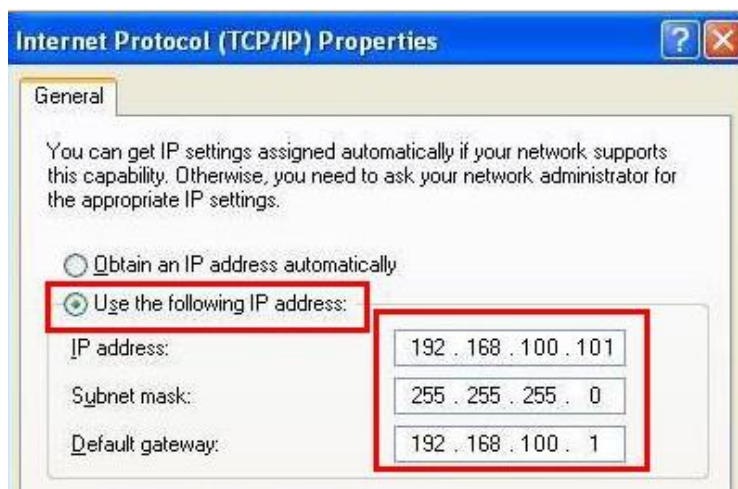 Internet Protocol (TCP/IP) Properties
General
You can get IP settings assigned automatically if your network supports
this capability. Otherwise, you need to ask your network administrator for
the appropriate IP settings.
Obtain an IP address automatically
Use the following IP address:
IP address: 192 . 168 . 100 . 101
Subnet mask: 255 . 255 . 255 . 0
Default gateway: 192 . 168 . 100 . 1